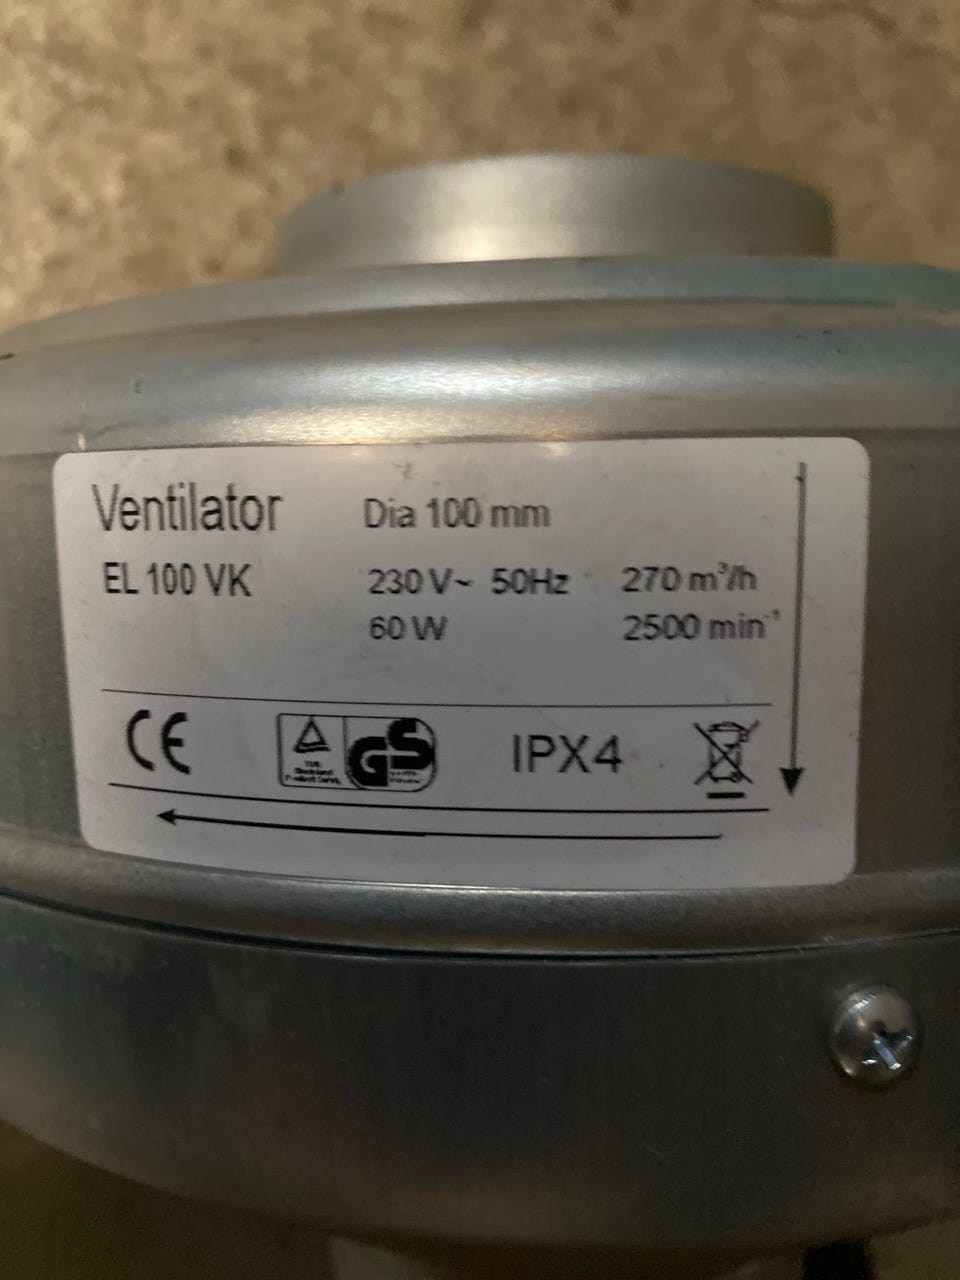 Ventilator Dia 100 mm
EL 100 VK 230 V~ 50Hz 270 m³/h
60 W 2500 min⁻¹
CE GS IPX4